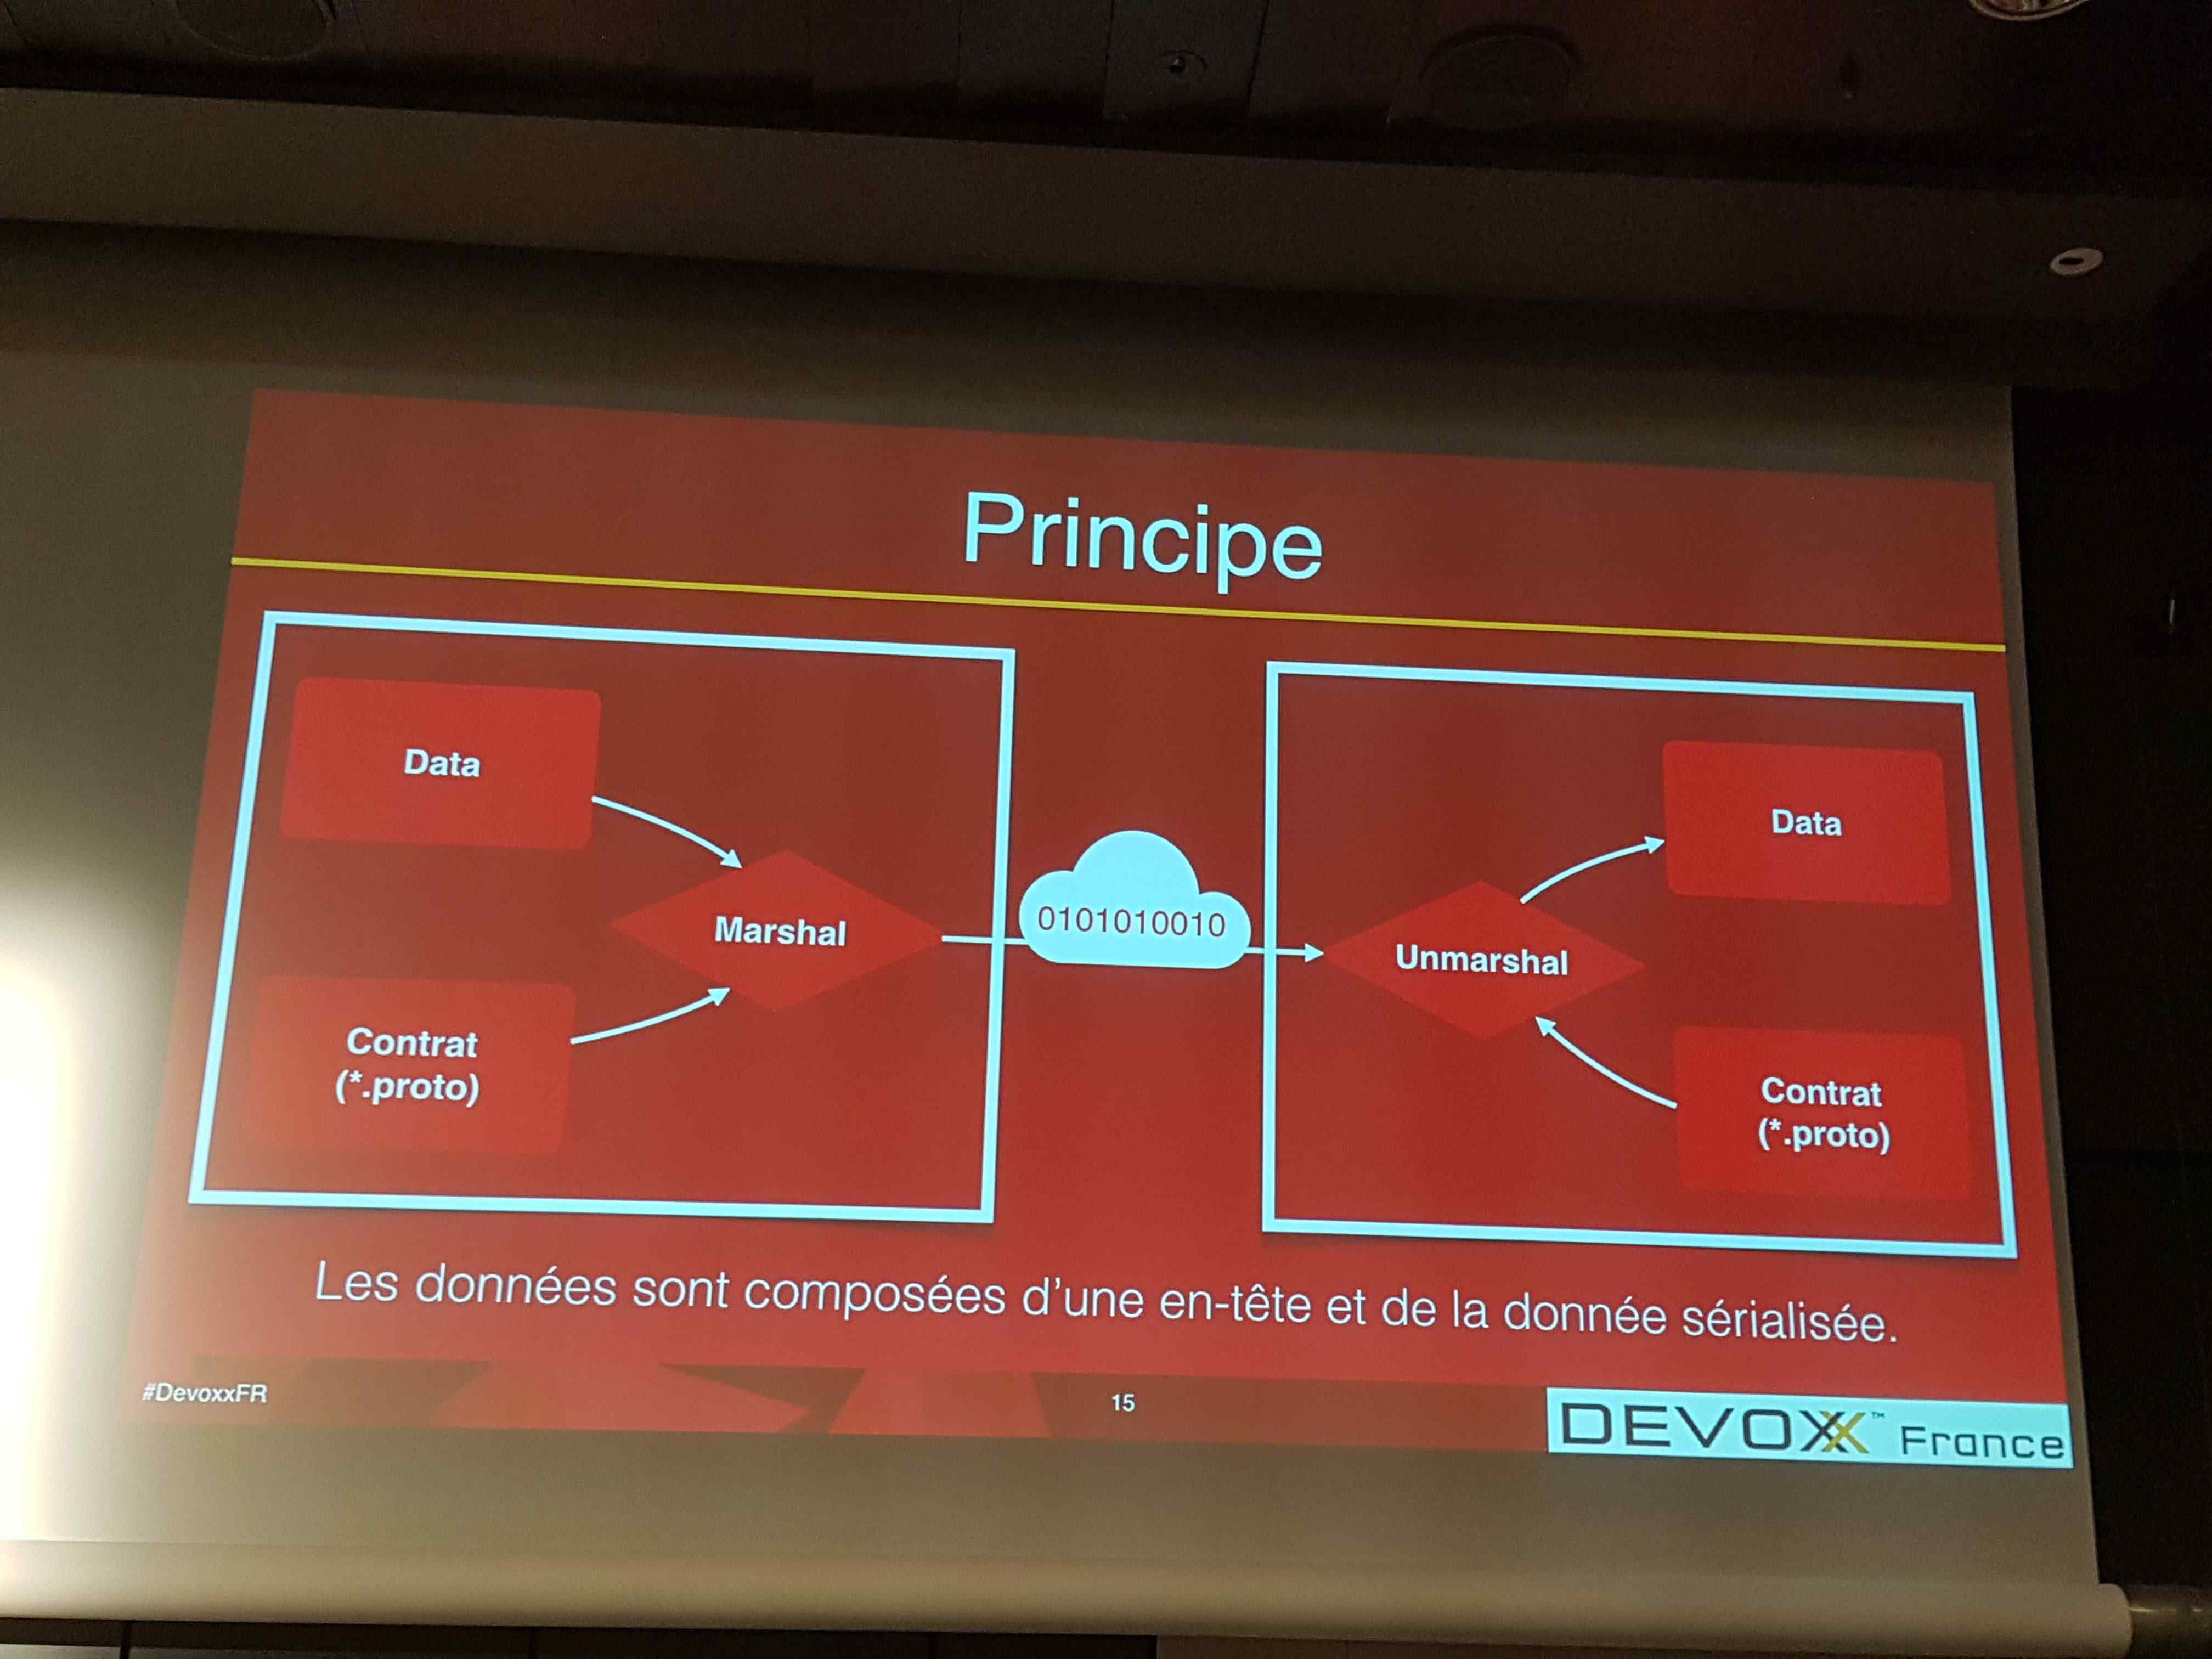 Principe
Data
Contrat
(*.proto)
Marshal
0101010010
Unmarshal
Data
Contrat
(*.proto)
Les données sont composées d’une en-tête et de la donnée sérialisée.
#DevoxxFR
15
DEVOXX™ France